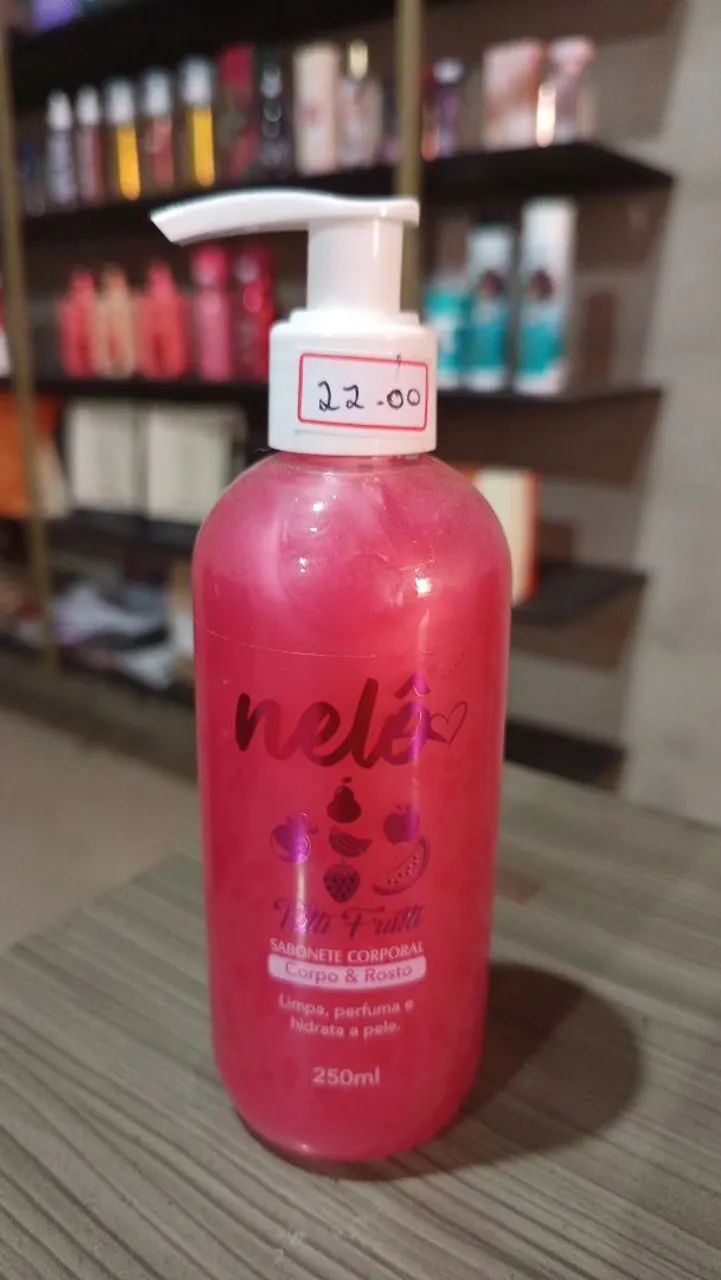 22.00
nelê
Tutti Frutti
SABONETE CORPORAL
Corpo & Rosto
Limpa, perfuma e
hidrata a pele.
250ml